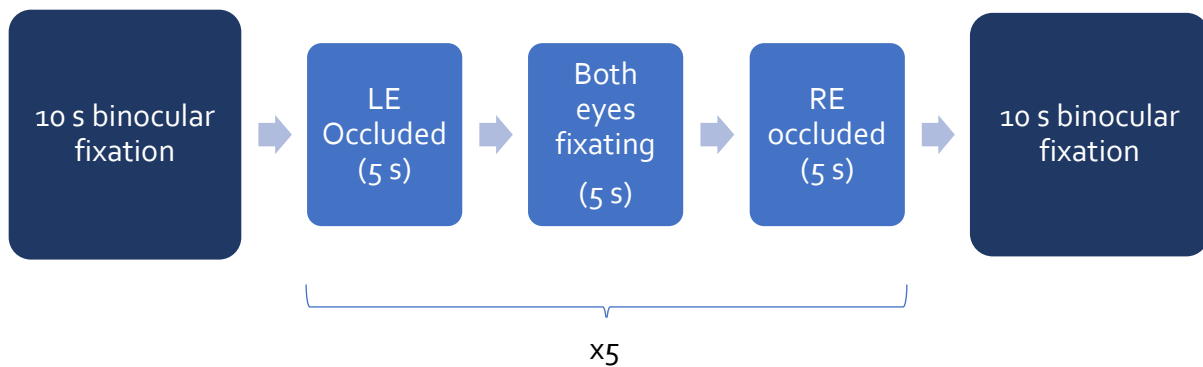 10 s binocular
fixation
LE
Occluded
(5 s)
Both
eyes
fixating
(5 s)
RE
occluded
(5 s)
10 s binocular
fixation
x5